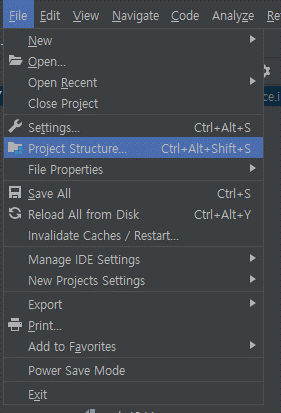 File Edit View Navigate Code Analyze Re
New
Open...
Open Recent
Close Project
Settings... Ctrl+Alt+S
Project Structure... Ctrl+Alt+Shift+S
File Properties
Save All Ctrl+S
Reload All from Disk Ctrl+Alt+Y
Invalidate Caches / Restart...
Manage IDE Settings
New Projects Settings
Export
Print...
Add to Favorites
Power Save Mode
Exit